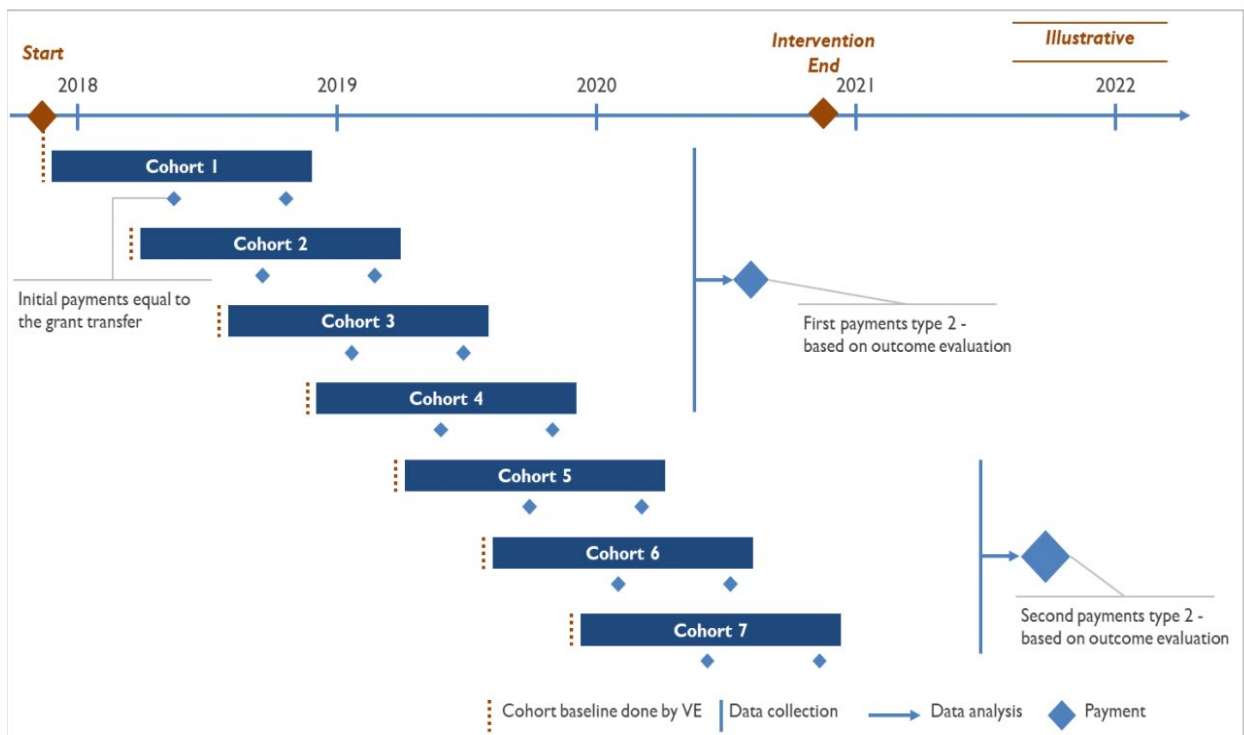 Start
Intervention
End
Illustrative
2018
2019
2020
2021
2022
Cohort 1
Cohort 2
Initial payments equal to
the grant transfer
Cohort 3
First payments type 2 -
based on outcome evaluation
Cohort 4
Cohort 5
Cohort 6
Second payments type 2 -
based on outcome evaluation
Cohort 7
Cohort baseline done by VE
Data collection
Data analysis
Payment